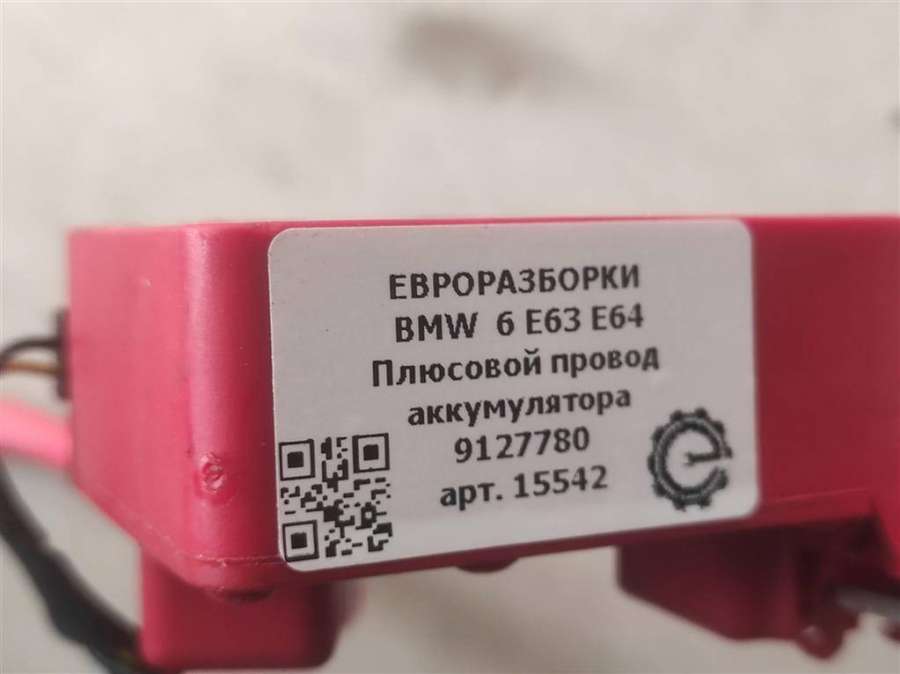 ЕВРОРАЗБОРКИ
BMW 6 E63 E64
Плюсовой провод
аккумулятора
9127780
арт. 15542